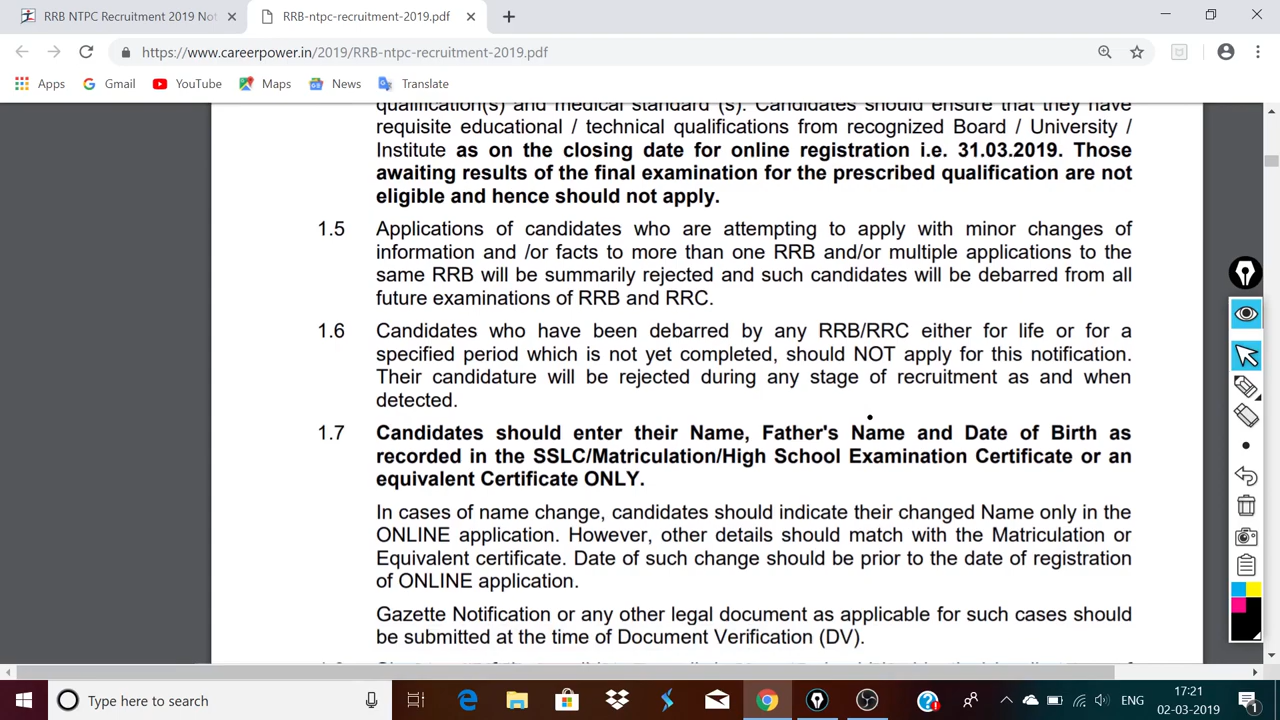 RRB NTPC Recruitment 2019 Not
RRB-ntpc-recruitment-2019.pdf
https://www.careerpower.in/2019/RRB-ntpc-recruitment-2019.pdf
Apps
Gmail
YouTube
Maps
News
Translate
qualification(s) and medical standard (s). Candidates should ensure that they have
requisite educational / technical qualifications from recognized Board / University /
Institute as on the closing date for online registration i.e. 31.03.2019. Those
awaiting results of the final examination for the prescribed qualification are not
eligible and hence should not apply.
1.5 Applications of candidates who are attempting to apply with minor changes of
information and /or facts to more than one RRB and/or multiple applications to the
same RRB will be summarily rejected and such candidates will be debarred from all
future examinations of RRB and RRC.
1.6 Candidates who have been debarred by any RRB/RRC either for life or for a
specified period which is not yet completed, should NOT apply for this notification.
Their candidature will be rejected during any stage of recruitment as and when
detected.
1.7 Candidates should enter their Name, Father's Name and Date of Birth as
recorded in the SSLC/Matriculation/High School Examination Certificate or an
equivalent Certificate ONLY.
In cases of name change, candidates should indicate their changed Name only in the
ONLINE application. However, other details should match with the Matriculation or
Equivalent certificate. Date of such change should be prior to the date of registration
of ONLINE application.
Gazette Notification or any other legal document as applicable for such cases should
be submitted at the time of Document Verification (DV).
Type here to search
ENG
17:21
02-03-2019
1